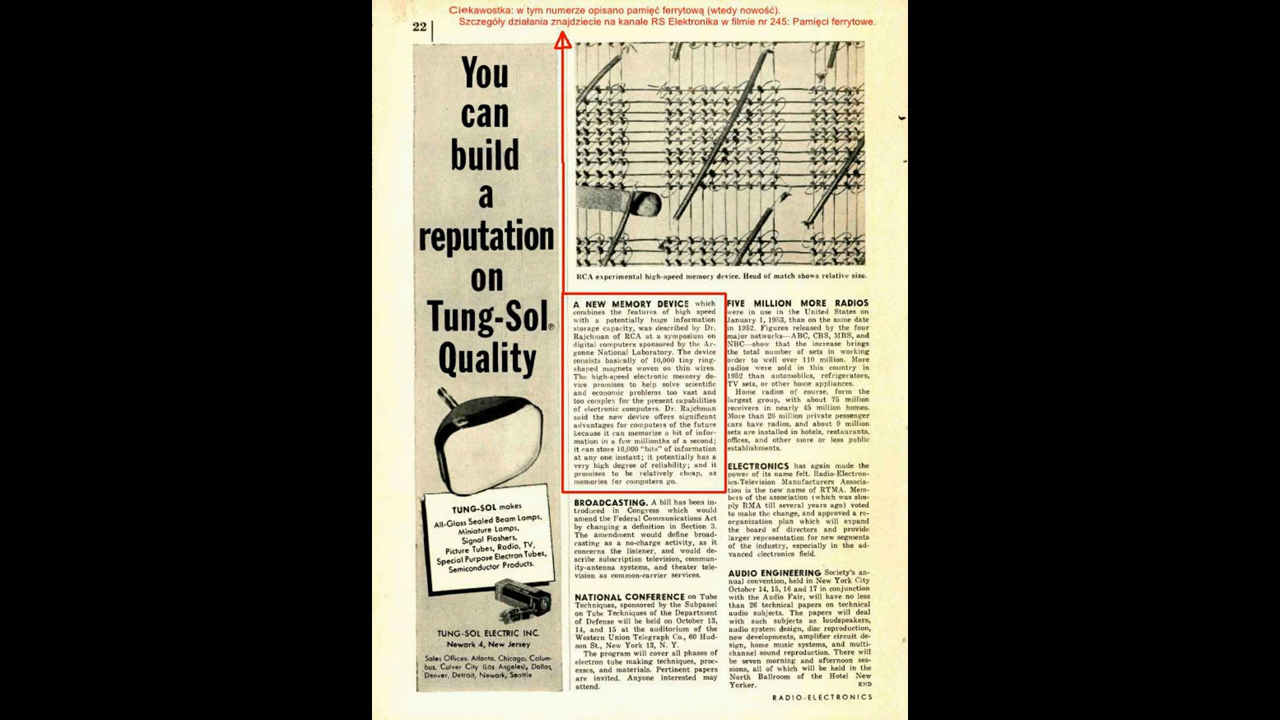 Ciekawostka: w tym numerze opisano pamięć ferrytową (wtedy nowość).
Szczegóły działania znajdziecie na kanale RS Elektronika w filmie nr 245: Pamięci ferrytowe.
22
You
can
build
a
reputation
on
Tung-Sol®
Quality
TUNG-SOL makes
All-Glass Sealed Beam Lamps,
Miniature Lamps,
Signal Flashers,
Picture Tubes, Radio, TV,
Special Purpose Electron Tubes,
Semiconductor Products.
TUNG-SOL ELECTRIC INC.
Newark 4, New Jersey
Sales Offices: Atlanta, Chicago, Colum-
bus, Culver City (Los Angeles), Dallas,
Denver, Detroit, Newark, Seattle
RCA experimental high-speed memory device. Head of match shows relative size.
A NEW MEMORY DEVICE which
combines the features of high speed
with a potentially huge information
storage capacity, was described by Dr.
Rajchman of RCA at a symposium on
digital computers sponsored by the Ar-
gonne National Laboratory. The device
consists basically of 10,000 tiny ring-
shaped magnets woven on thin wires.
The high-speed electronic memory de-
vice promises to help solve scientific
and economic problems too vast and
too complex for the present capabilities
of electronic computers. Dr. Rajchman
said the new device offers significant
advantages for computers of the future
because it can memorize a bit of infor-
mation in a few millionths of a second;
it can store 10,000 "bits" of information
at any one instant; it potentially has a
very high degree of reliability; and it
promises to be relatively cheap, as
memories for computers go.
BROADCASTING. A bill has been in-
troduced in Congress which would
amend the Federal Communications Act
by changing a definition in Section 3.
The amendment would define broad-
casting as a no-charge activity, as it
concerns the listener, and would de-
scribe subscription television, commun-
ity-antenna systems, and theater tele-
vision as common-carrier services.
NATIONAL CONFERENCE on Tube
Techniques, sponsored by the Subpanel
on Tube Techniques of the Department
of Defense will be held on October 13,
14, and 15 at the auditorium of the
Western Union Telegraph Co., 60 Hud-
son St., New York 13, N. Y.
The program will cover all phases of
electron tube making techniques, proc-
esses, and materials. Pertinent papers
are invited. Anyone interested may
attend.
FIVE MILLION MORE RADIOS
were in use in the United States on
January 1, 1953, than on the same date
in 1952. Figures released by the four
major networks—ABC, CBS, MBS, and
NBC—show that the increase brings
the total number of sets in working
order to well over 110 million. More
radios were sold in this country in
1952 than automobiles, refrigerators,
TV sets, or other home appliances.
Home radios of course, form the
largest group, with about 75 million
receivers in nearly 45 million homes.
More than 26 million private passenger
cars have radios, and about 9 million
sets are installed in hotels, restaurants,
offices, and other more or less public
establishments.
ELECTRONICS has again made the
power of its name felt. Radio-Electron-
ics-Television Manufacturers Associa-
tion is the new name of RTMA. Mem-
bers of the association (which was sim-
ply RMA till several years ago) voted
to make the change, and approved a re-
organization plan which will expand
the board of directors and provide
larger representation for new segments
of the industry, especially in the ad-
vanced electronics field.
AUDIO ENGINEERING Society's an-
nual convention, held in New York City
October 14, 15, 16 and 17 in conjunction
with the Audio Fair, will have no less
than 26 technical papers on technical
audio subjects. The papers will deal
with such subjects as loudspeakers,
audio system design, disc reproduction,
new developments, amplifier circuit de-
sign, home music systems, and multi-
channel sound reproduction. There will
be seven morning and afternoon ses-
sions, all of which will be held in the
North Ballroom of the Hotel New
Yorker. END
RADIO-ELECTRONICS